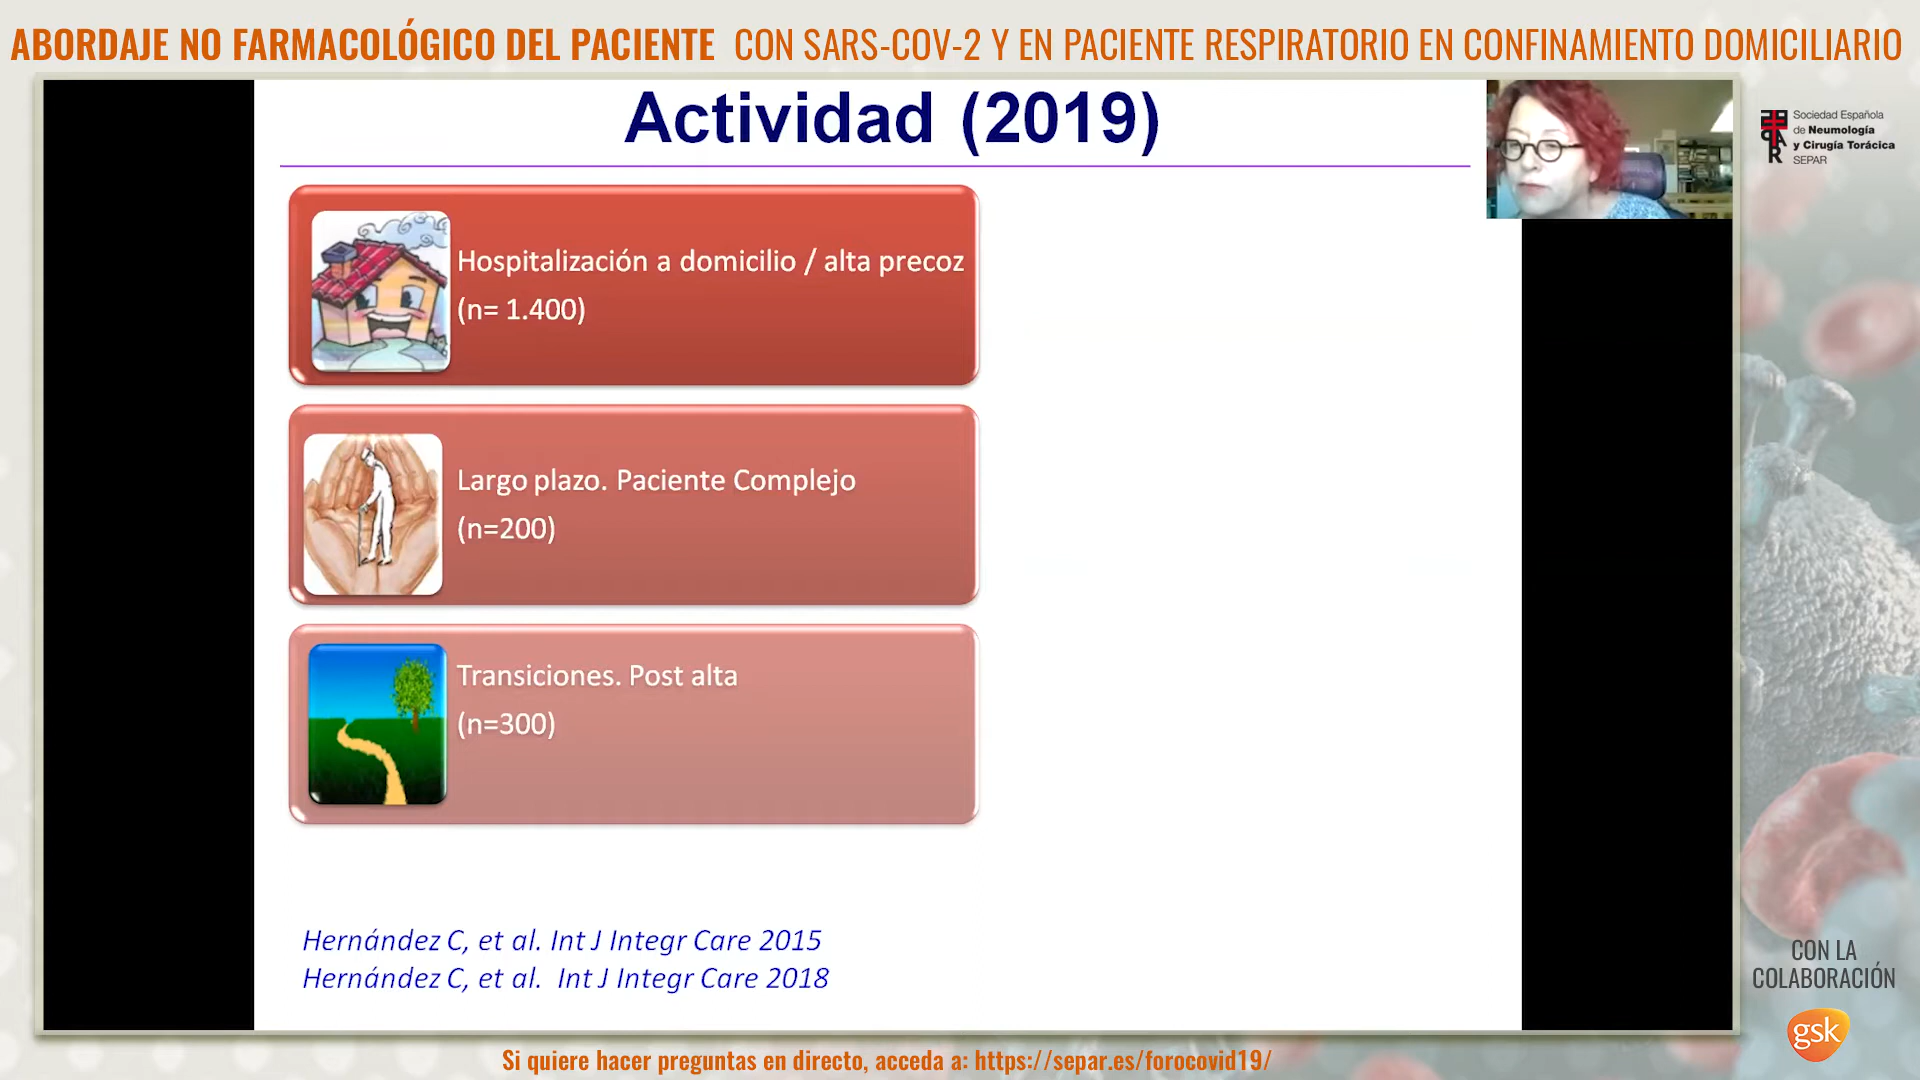 ABORDAJE NO FARMACOLÓGICO DEL PACIENTE CON SARS-COV-2 Y EN PACIENTE RESPIRATORIO EN CONFINAMIENTO DOMICILIARIO
Actividad (2019)
Sociedad Española
de Neumología
y Cirugía Torácica
SEPAR
Hospitalización a domicilio / alta precoz
(n= 1.400)
Largo plazo. Paciente Complejo
(n=200)
Transiciones. Post alta
(n=300)
Hernández C, et al. Int J Integr Care 2015
Hernández C, et al.  Int J Integr Care 2018
CON LA
COLABORACIÓN
gsk
Si quiere hacer preguntas en directo, acceda a: https://separ.es/forocovid19/